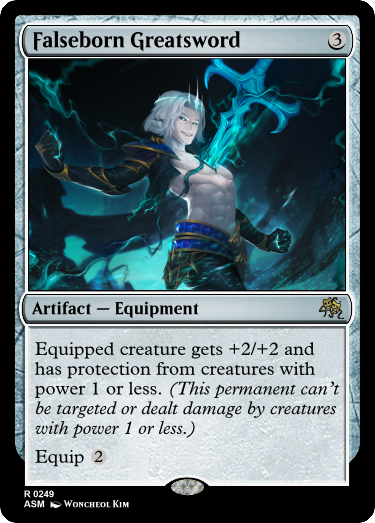 Falseborn Greatsword 3
Artifact — Equipment
Equipped creature gets +2/+2 and
has protection from creatures with
power 1 or less. (This permanent can't
be targeted or dealt damage by creatures
with power 1 or less.)
Equip 2
R 0249
ASM Woncheol Kim